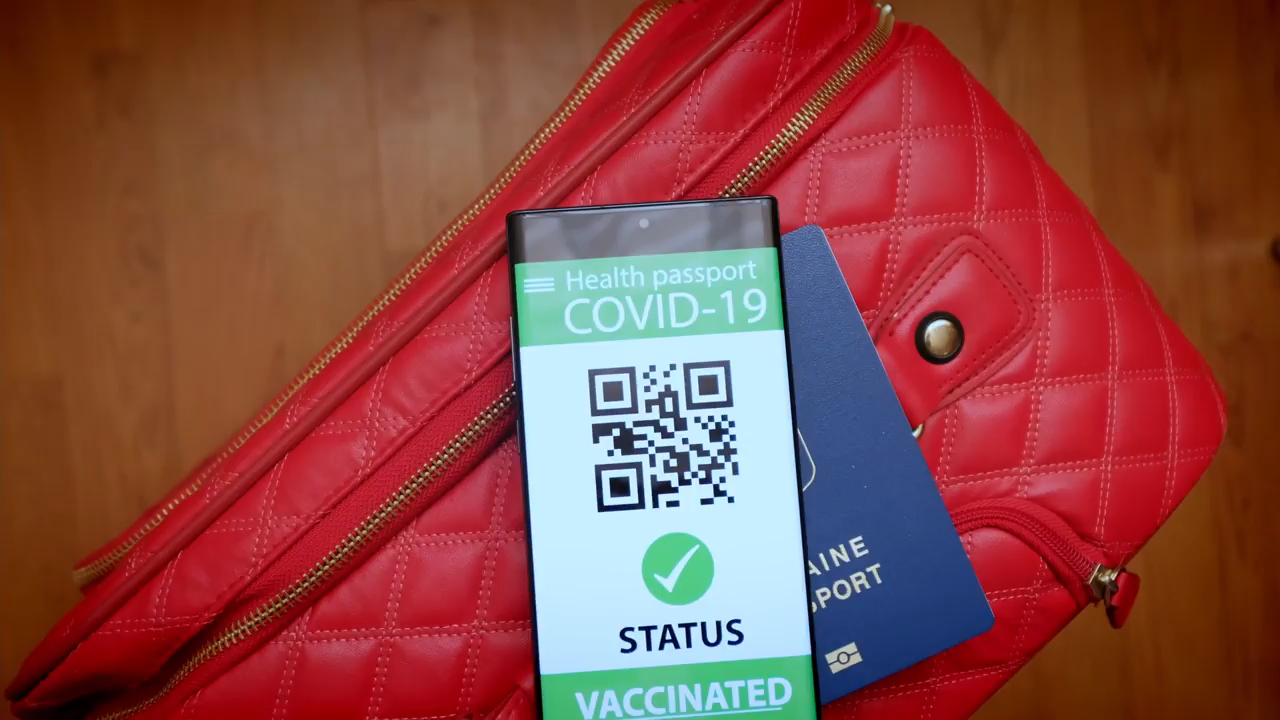 Health passport
COVID-19
STATUS
VACCINATED
AINE
SPORT